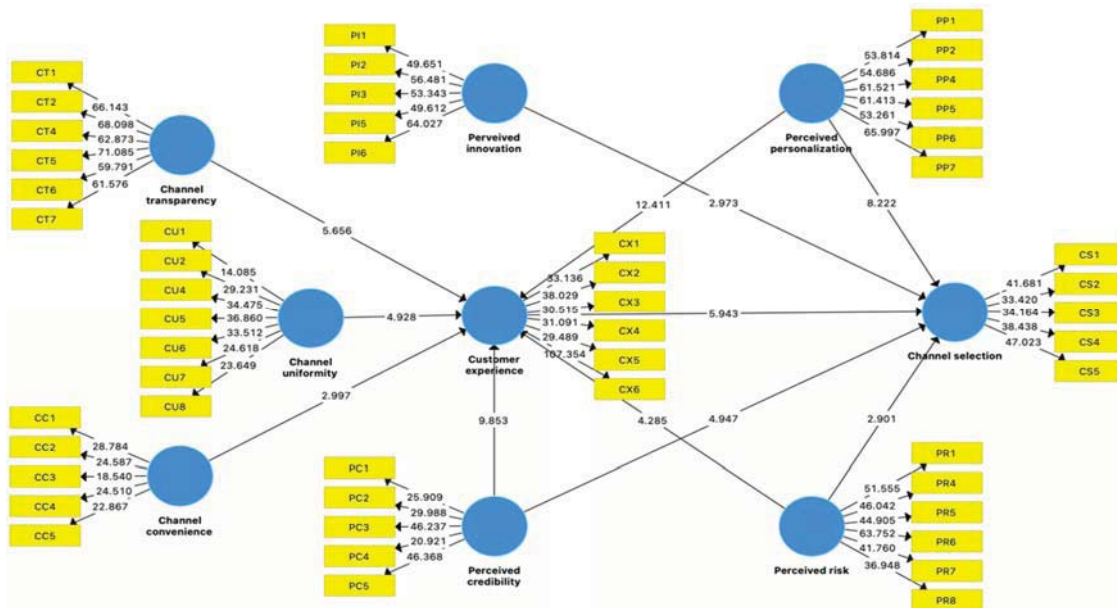 PI1
PI2
PI3
PI5
PI6
49.651
56.481
53.343
49.612
64.027
Perveived
innovation
PP1
PP2
PP4
PP5
PP6
PP7
53.814
54.686
61.521
61.413
53.261
65.997
Perceived
personalization
CT1
CT2
CT4
CT5
CT6
CT7
66.143
68.098
62.873
71.085
59.791
61.576
Channel
transparency
5.656
12.411
2.973
8.222
CU1
CU2
CU4
CU5
CU6
CU7
CU8
14.085
29.231
34.475
36.860
33.512
24.618
23.649
Channel
uniformity
4.928
CX1
CX2
CX3
CX4
CX5
CX6
33.136
38.029
30.515
31.091
29.489
107.354
Customer
experience
5.943
CS1
CS2
CS3
CS4
CS5
41.681
33.420
34.164
38.438
47.023
Channel selection
2.997
9.853
4.285
4.947
2.901
CC1
CC2
CC3
CC4
CC5
28.784
24.587
18.540
24.510
22.867
Channel
convenience
PC1
PC2
PC3
PC4
PC5
25.909
29.988
46.237
20.921
46.368
Perceived
credibility
PR1
PR4
PR5
PR6
PR7
PR8
51.555
46.042
44.905
63.752
41.760
36.948
Perceived risk